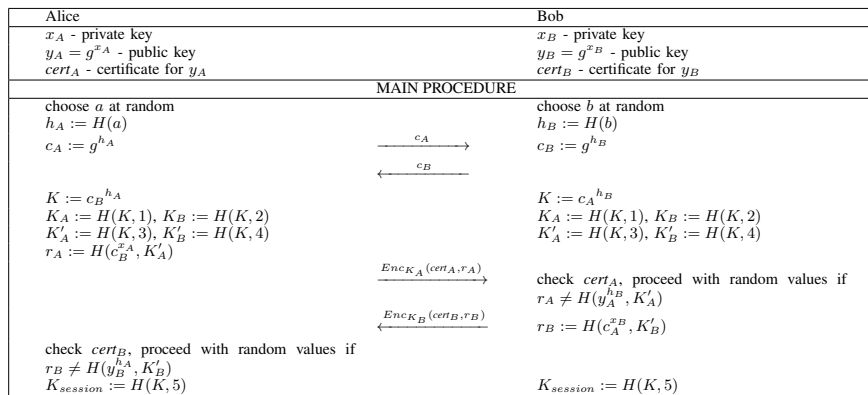 Alice Bob
x_A - private key x_B - private key
y_A = g^{x_A} - public key y_B = g^{x_B} - public key
cert_A - certificate for y_A cert_B - certificate for y_B
MAIN PROCEDURE
choose a at random choose b at random
h_A := H(a) h_B := H(b)
c_A := g^{h_A} c_A c_B := g^{h_B}
c_B
K := c_B^{h_A} K := c_A^{h_B}
K_A := H(K, 1), K_B := H(K, 2) K_A := H(K, 1), K_B := H(K, 2)
K'_A := H(K, 3), K'_B := H(K, 4) K'_A := H(K, 3), K'_B := H(K, 4)
r_A := H(c_B^{x_A}, K'_A)
Enc_{K_A}(cert_A, r_A) check cert_A, proceed with random values if
r_A ≠ H(y_A^{h_B}, K'_A)
Enc_{K_B}(cert_B, r_B) r_B := H(c_A^{x_B}, K'_B)
check cert_B, proceed with random values if
r_B ≠ H(y_B^{h_A}, K'_B)
K_{session} := H(K, 5) K_{session} := H(K, 5)